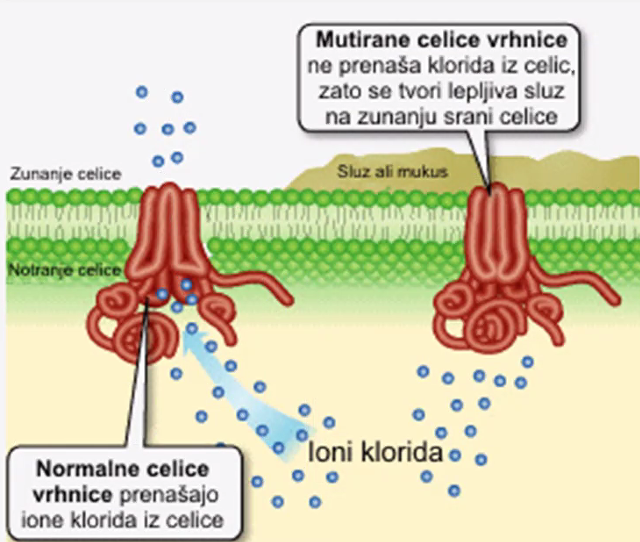 Mutirane celice vrhnice
ne prenaša klorida iz celic,
zato se tvori lepljiva sluz
na zunanju srani celice
Zunanje celice
Sluz ali mukus
Notranje celice
Ioni klorida
Normalne celice
vrhnice prenašajo
ione klorida iz celice